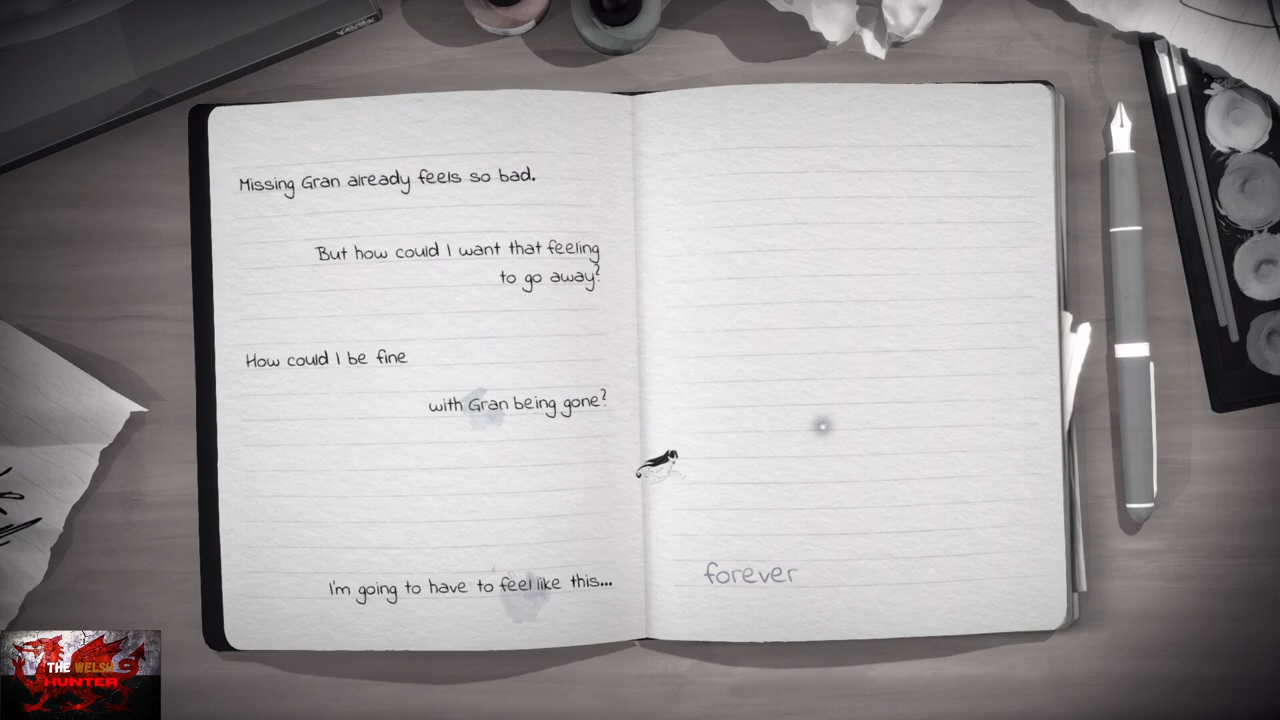 Missing Gran already feels so bad.
But how could I want that feeling
to go away?
How could I be fine
with Gran being gone?
I'm going to have to feel like this...
forever
THE WELSH
HUNTER